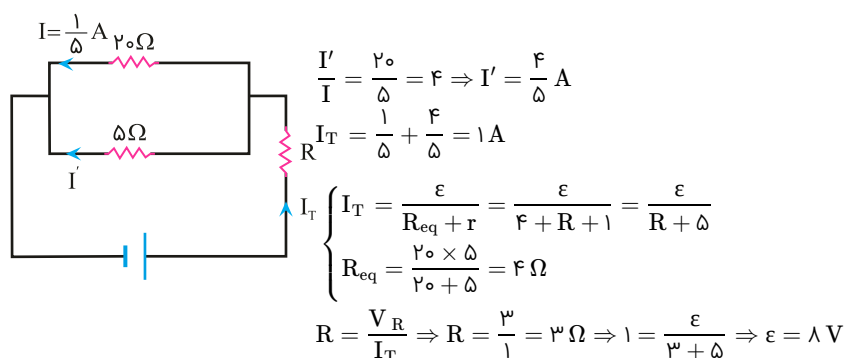 I=۱/۵ A
۲۰Ω
۵Ω
I'
R
I_T
I'/I = ۲۰/۵ = ۴ ⇒ I' = ۴/۵ A
I_T = ۱/۵ + ۴/۵ = ۱A
I_T = ε/(R_eq + r) = ε/(۴ + R + ۱) = ε/(R + ۵)
R_eq = (۲۰ × ۵)/(۲۰ + ۵) = ۴ Ω
R = V_R/I_T ⇒ R = ۳/۱ = ۳ Ω ⇒ ۱ = ε/(۳ + ۵) ⇒ ε = ۸ V